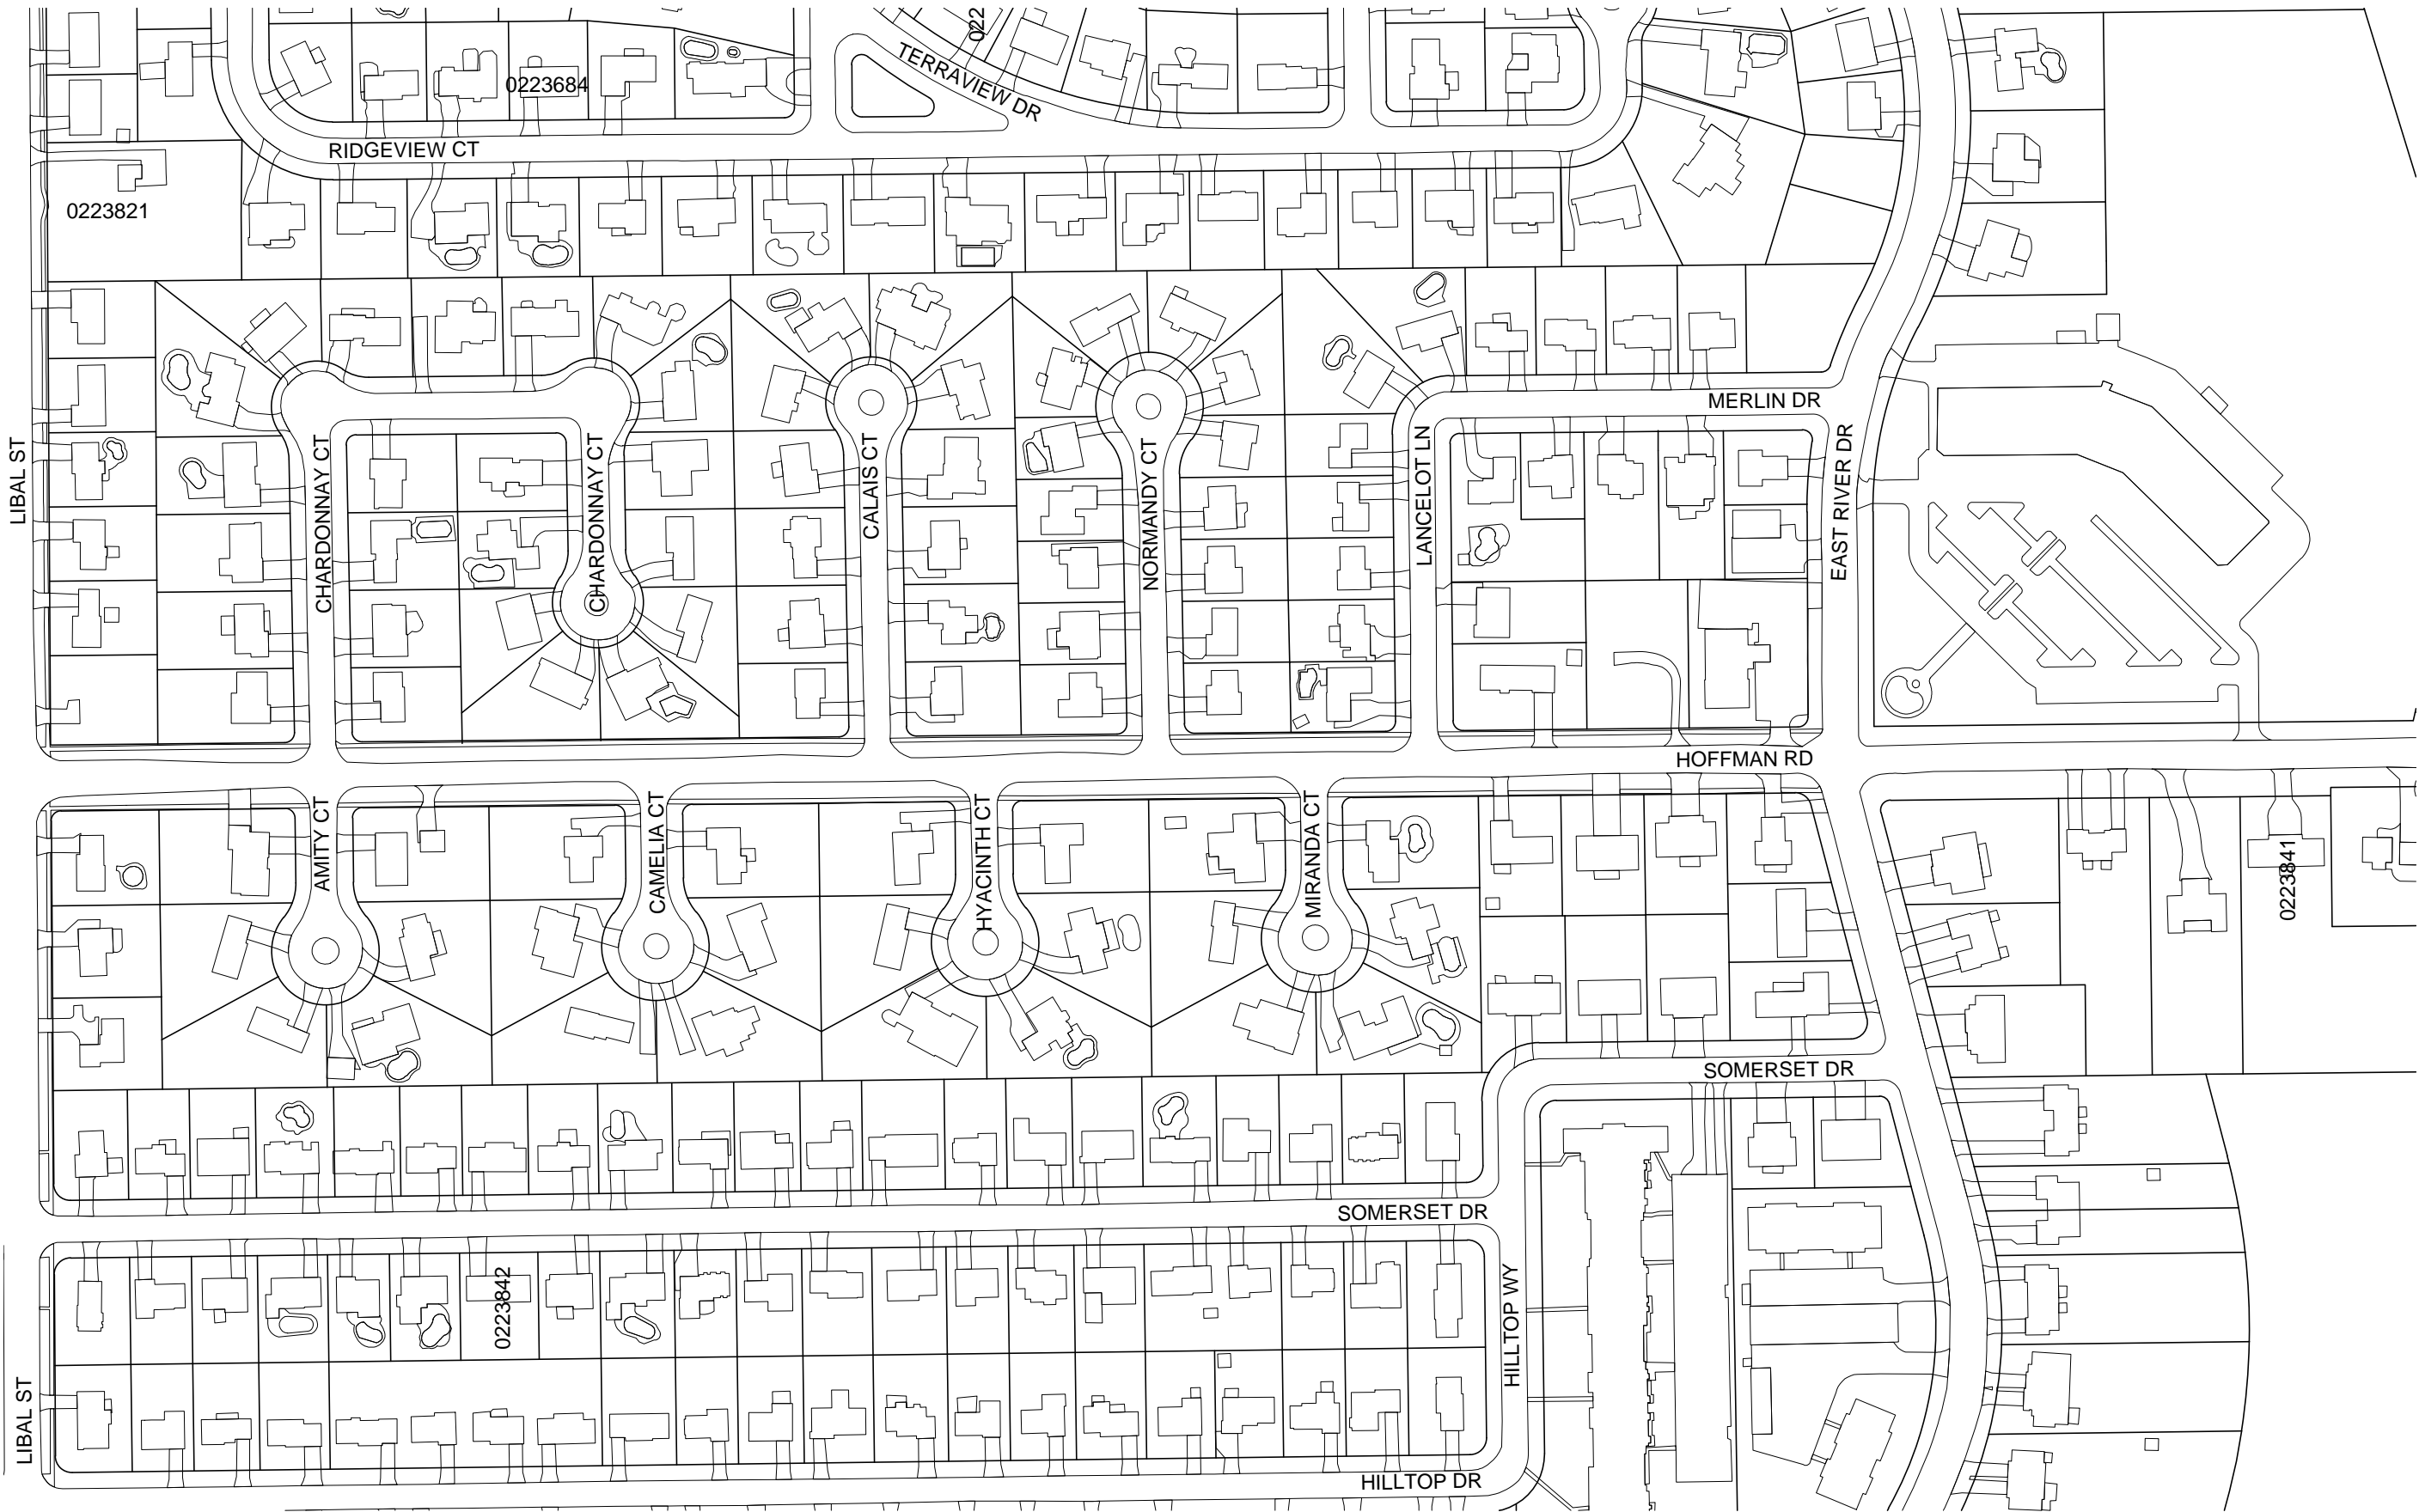 022
TERRAVIEW DR
0223684
RIDGEVIEW CT
0223821
MERLIN DR
LIBAL ST
CHARDONNAY CT
CHARDONNAY CT
CALAIS CT
NORMANDY CT
LANCELOT LN
EAST RIVER DR
HOFFMAN RD
AMITY CT
CAMELIA CT
HYACINTH CT
MIRANDA CT
0223841
SOMERSET DR
SOMERSET DR
0223842
HILLTOP WY
LIBAL ST
HILLTOP DR